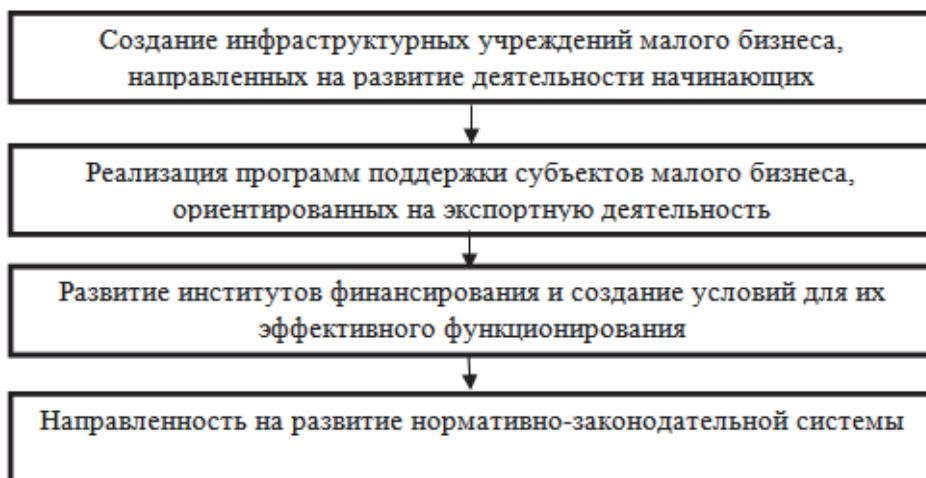 Создание инфраструктурных учреждений малого бизнеса,
направленных на развитие деятельности начинающих
Реализация программ поддержки субъектов малого бизнеса,
ориентированных на экспортную деятельность
Развитие институтов финансирования и создание условий для их
эффективного функционирования
Направленность на развитие нормативно-законодательной системы